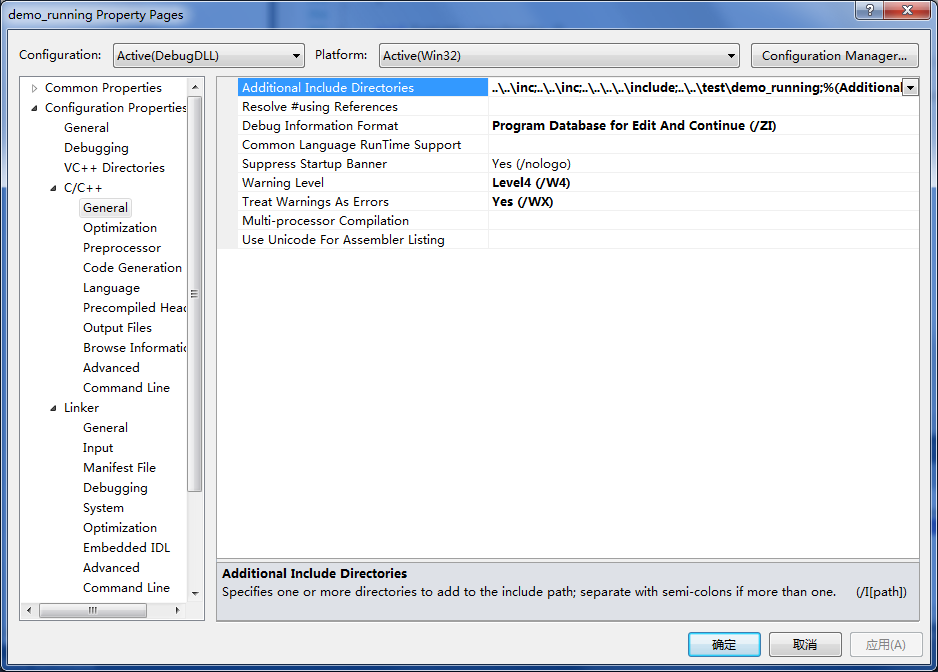 demo_running Property Pages
Configuration: Active(DebugDLL) Platform: Active(Win32) Configuration Manager...
Common Properties
Configuration Properties
General
Debugging
VC++ Directories
C/C++
General
Optimization
Preprocessor
Code Generation
Language
Precompiled Head
Output Files
Browse Informatio
Advanced
Command Line
Linker
General
Input
Manifest File
Debugging
System
Optimization
Embedded IDL
Advanced
Command Line
Additional Include Directories ..\..\inc;..\..\inc;..\..\..\..\include;..\..\test\demo_running;%(Additional
Resolve #using References
Debug Information Format Program Database for Edit And Continue (/ZI)
Common Language RunTime Support
Suppress Startup Banner Yes (/nologo)
Warning Level Level4 (/W4)
Treat Warnings As Errors Yes (/WX)
Multi-processor Compilation
Use Unicode For Assembler Listing
Additional Include Directories
Specifies one or more directories to add to the include path; separate with semi-colons if more than one. (/I[path])
确定 取消 应用(A)